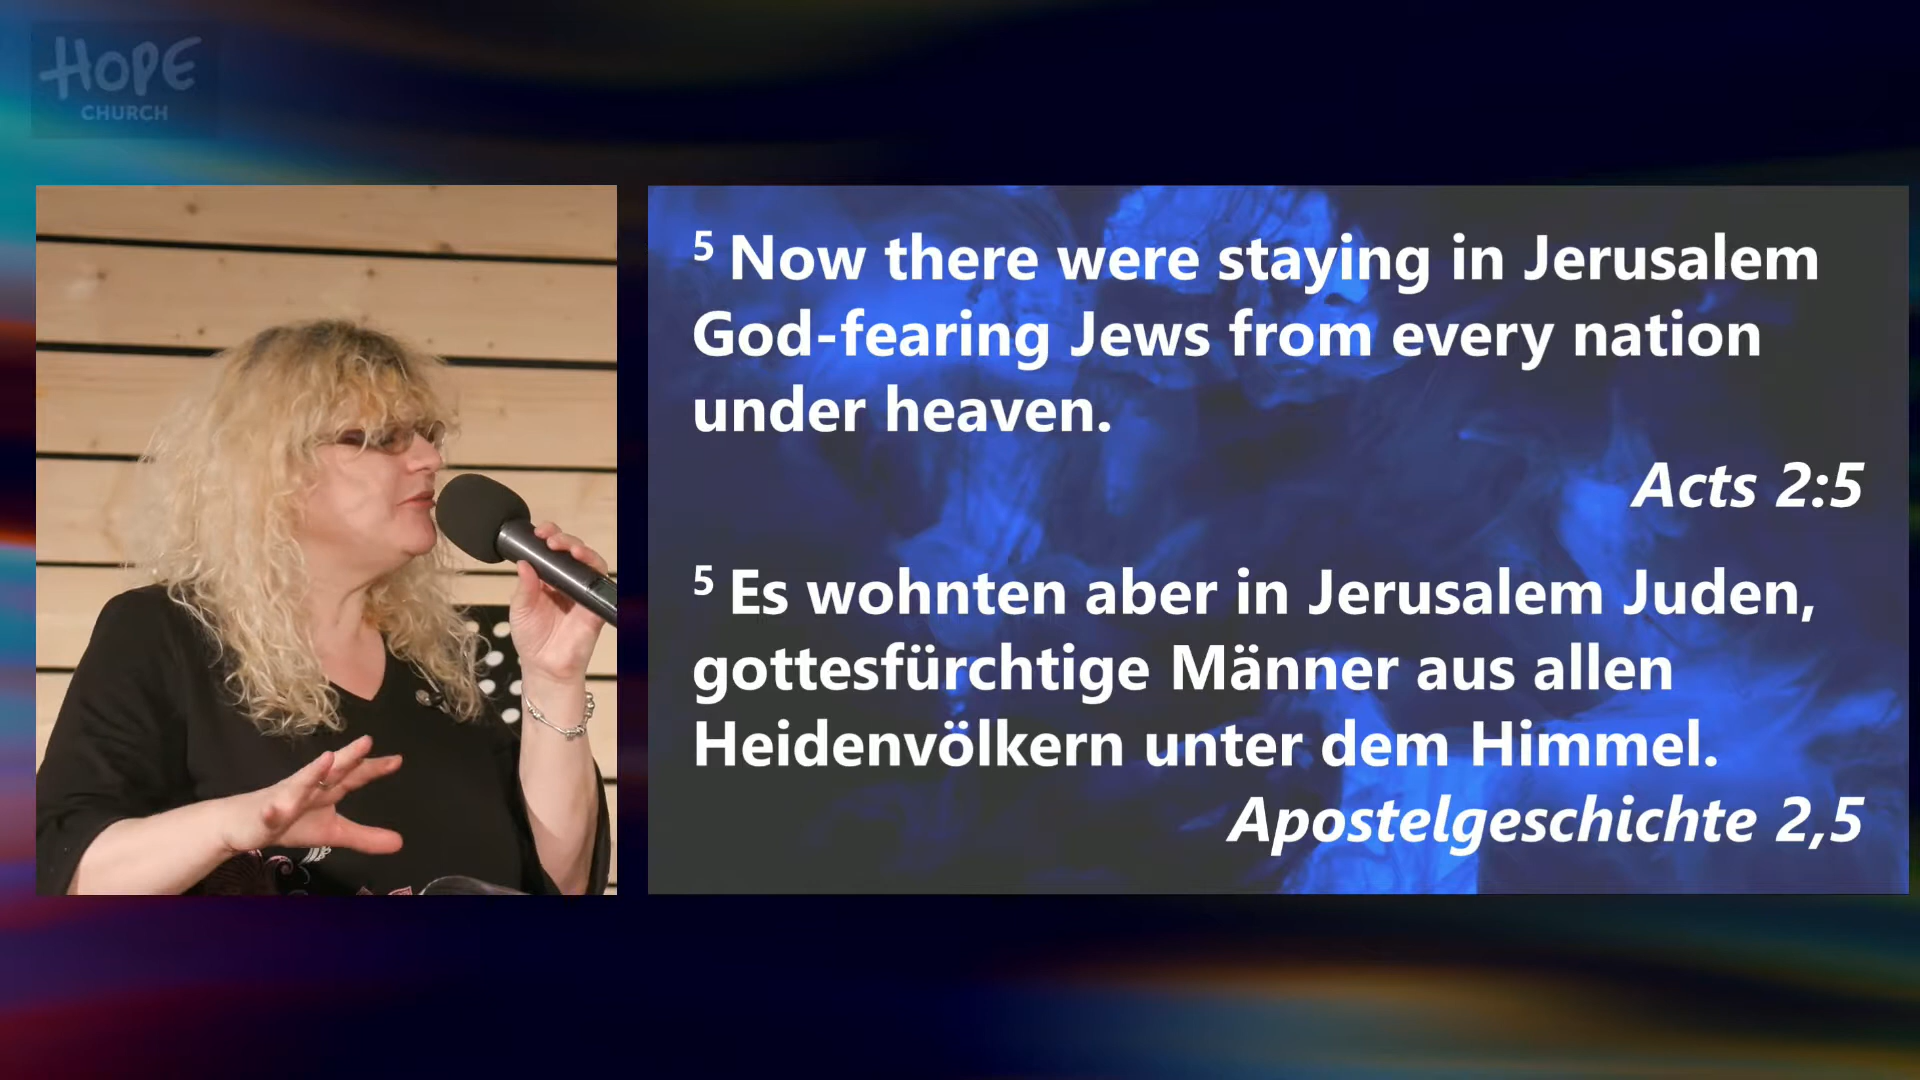 HOPE
CHURCH
5 Now there were staying in Jerusalem
God-fearing Jews from every nation
under heaven.
Acts 2:5
5 Es wohnten aber in Jerusalem Juden,
gottesfürchtige Männer aus allen
Heidenvölkern unter dem Himmel.
Apostelgeschichte 2,5